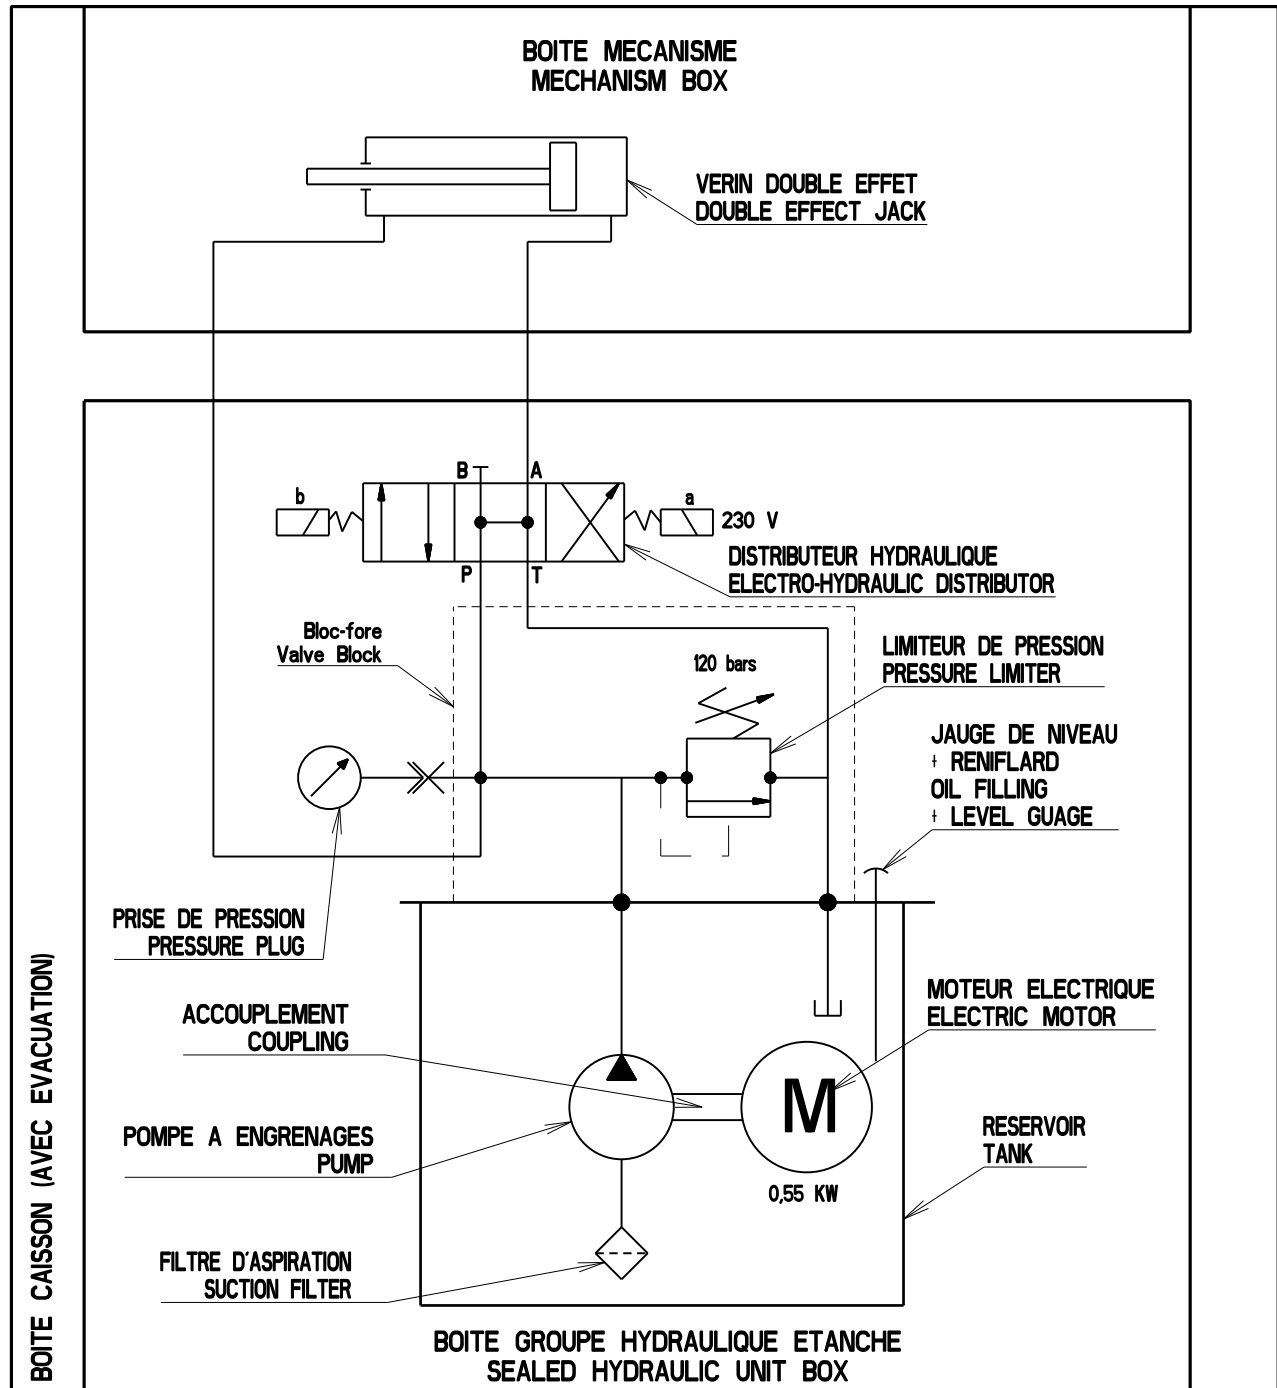 BOITE MECANISME
MECHANISM BOX
VERIN DOUBLE EFFET
DOUBLE EFFECT JACK
B
A
b
a
230 V
P
T
DISTRIBUTEUR HYDRAULIQUE
ELECTRO-HYDRAULIC DISTRIBUTOR
Bloc-fore
Valve Block
120 bars
LIMITEUR DE PRESSION
PRESSURE LIMITER
JAUGE DE NIVEAU
+ RENIFLARD
OIL FILLING
+ LEVEL GUAGE
PRISE DE PRESSION
PRESSURE PLUG
ACCOUPLEMENT
COUPLING
MOTEUR ELECTRIQUE
ELECTRIC MOTOR
M
POMPE A ENGRENAGES
PUMP
0,55 KW
RESERVOIR
TANK
FILTRE D'ASPIRATION
SUCTION FILTER
BOITE GROUPE HYDRAULIQUE ETANCHE
SEALED HYDRAULIC UNIT BOX
BOITE CAISSON (AVEC EVACUATION)